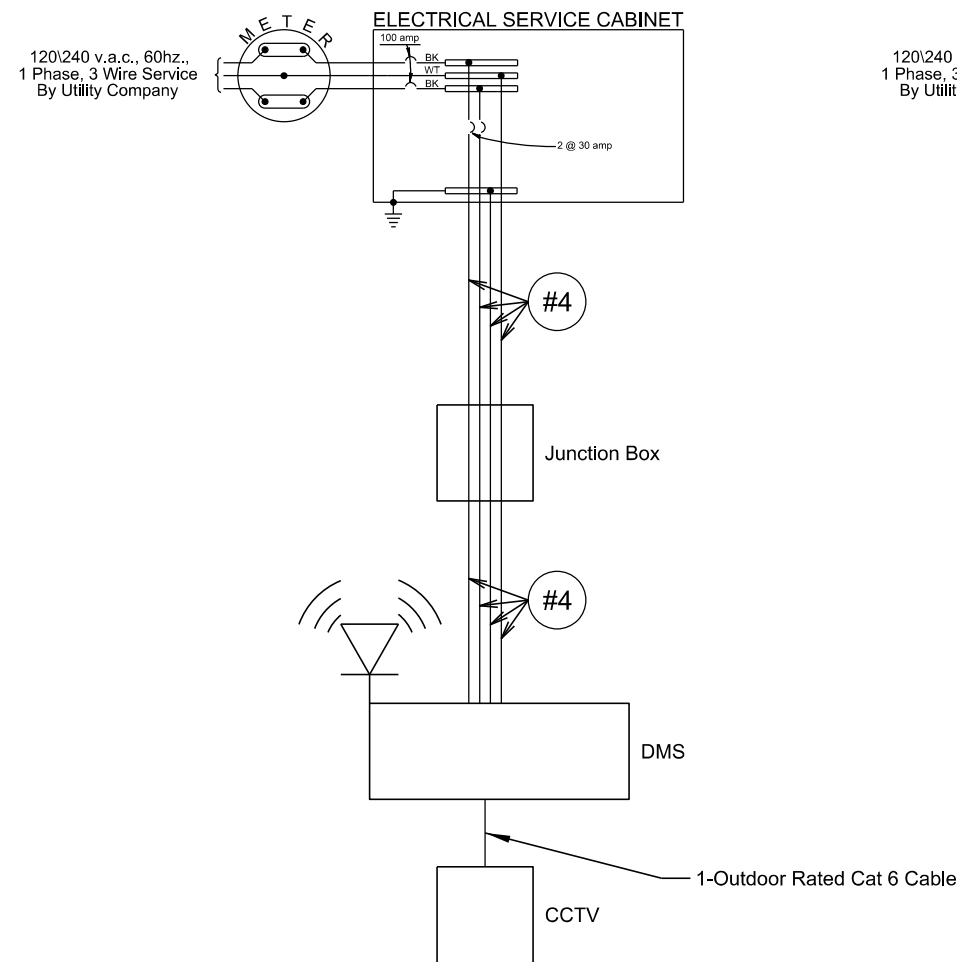 METER
ELECTRICAL SERVICE CABINET
120\240 v.a.c., 60hz.,
1 Phase, 3 Wire Service
By Utility Company
100 amp
BK
WT
BK
2 @ 30 amp
120\240
1 Phase, 3
By Utilit
#4
Junction Box
#4
DMS
1-Outdoor Rated Cat 6 Cable
CCTV